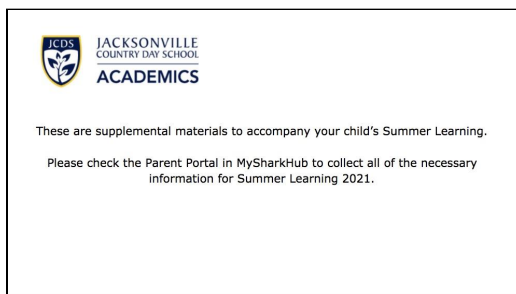 JCDS
JACKSONVILLE
COUNTRY DAY SCHOOL
ACADEMICS
These are supplemental materials to accompany your child's Summer Learning.
Please check the Parent Portal in MySharkHub to collect all of the necessary
information for Summer Learning 2021.